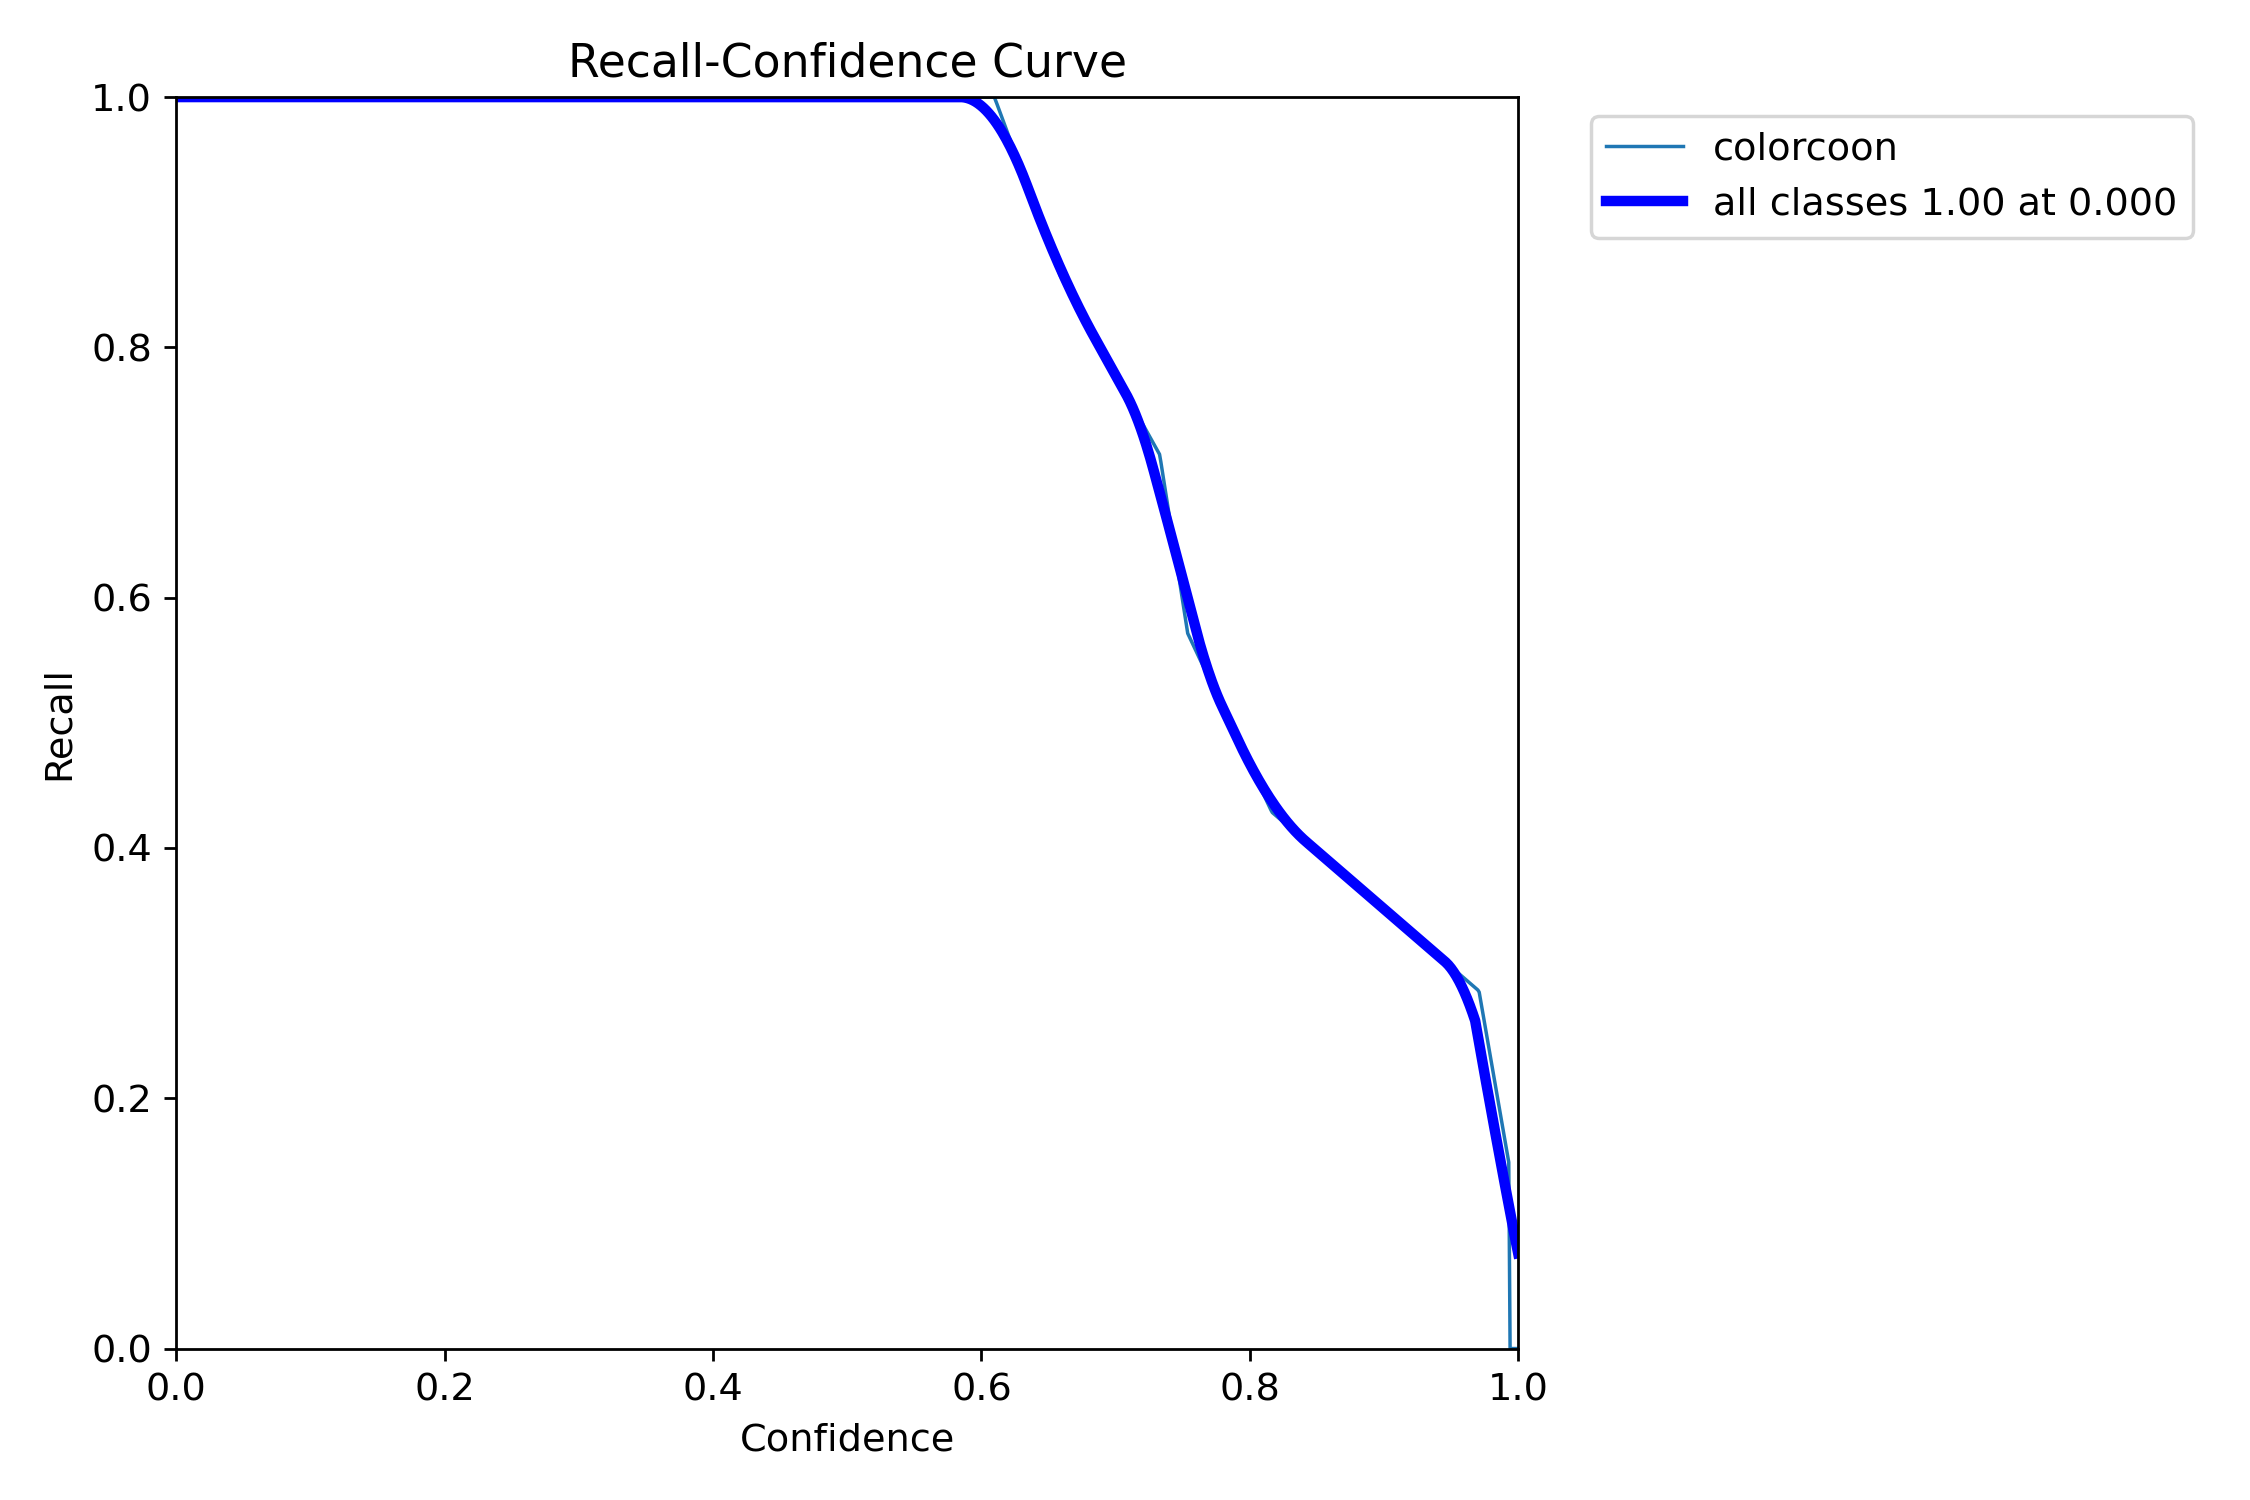 Recall-Confidence Curve
1.0
0.8
0.6
0.4
0.2
0.0
Recall
0.0 0.2 0.4 0.6 0.8 1.0
Confidence
colorcoon
all classes 1.00 at 0.000